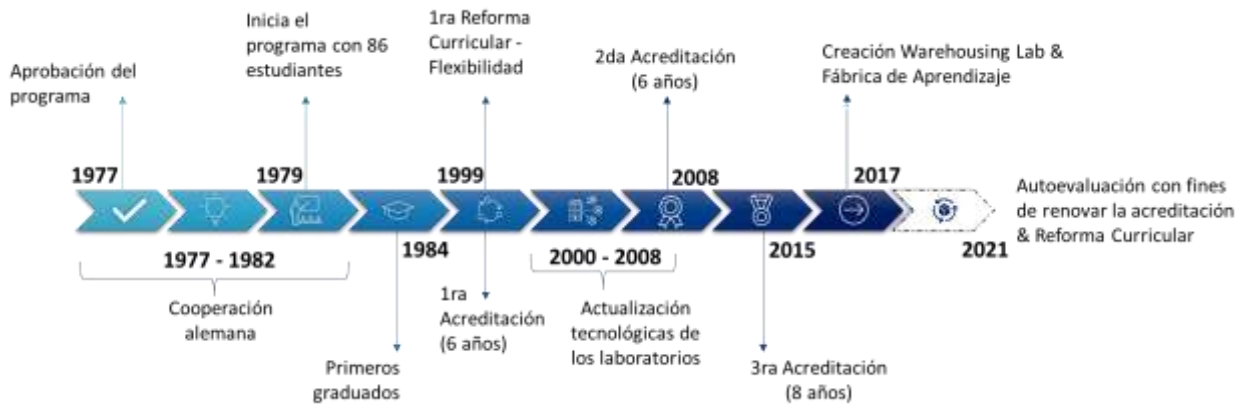 Aprobación del
programa
Inicia el
programa con 86
estudiantes
1ra Reforma
Curricular -
Flexibilidad
2da Acreditación
(6 años)
Creación Warehousing Lab &
Fábrica de Aprendizaje
1977
1979
1999
2008
2017
1984
2015
2021
Autoevaluación con fines
de renovar la acreditación
& Reforma Curricular
1977 - 1982
Cooperación
alemana
Primeros
graduados
1ra
Acreditación
(6 años)
2000 - 2008
Actualización
tecnológicas de
los laboratorios
3ra Acreditación
(8 años)